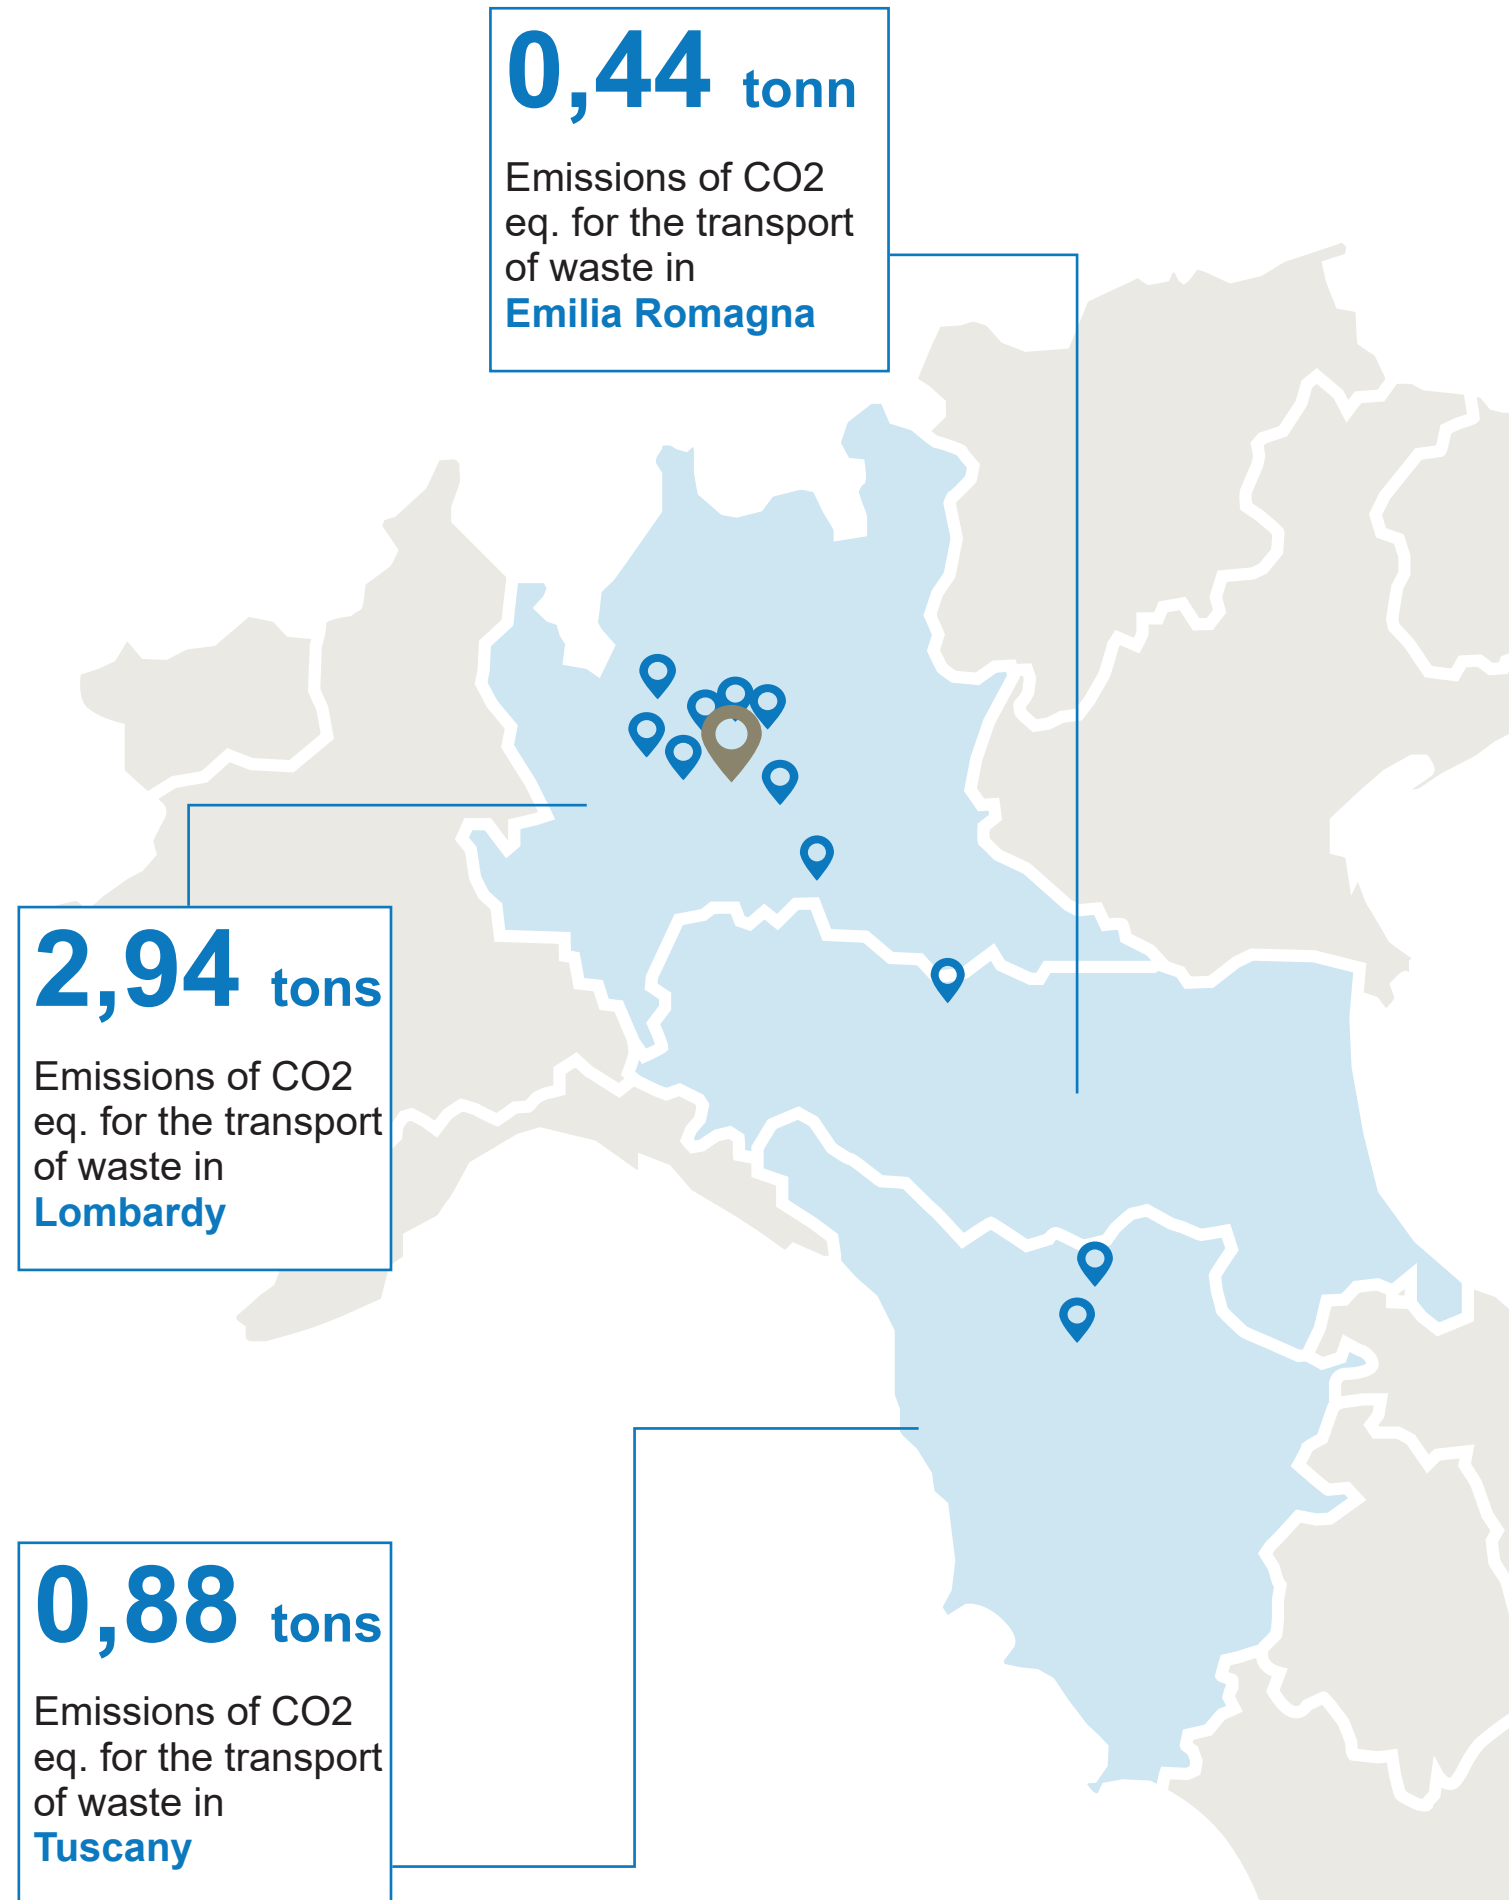 0,44 tonn
Emissions of CO2
eq. for the transport
of waste in
Emilia Romagna
2,94 tons
Emissions of CO2
eq. for the transport
of waste in
Lombardy
0,88 tons
Emissions of CO2
eq. for the transport
of waste in
Tuscany